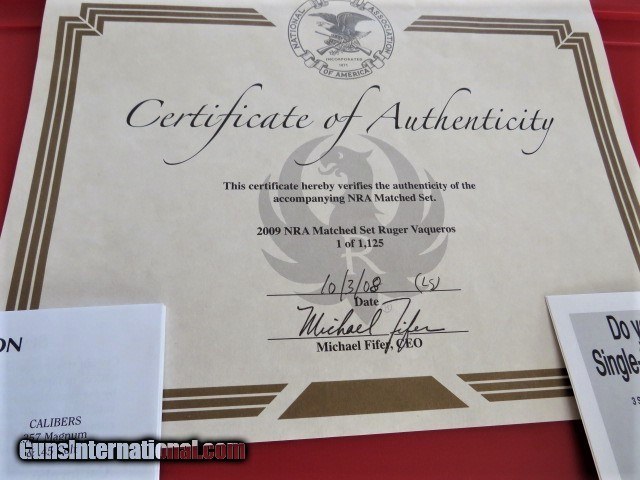 NATIONAL RIFLE ASSOCIATION
INCORPORATED
1871
OF AMERICA
Certificate of Authenticity
This certificate hereby verifies the authenticity of the
accompanying NRA Matched Set.
2009 NRA Matched Set Ruger Vaqueros
1 of 1,125
R
10/3/08 (LS)
Date
Michael Fifer
Michael Fifer, CEO
ON
CALIBERS
357 Magnum
Do y
Single-
3 S
GunsInternational.com